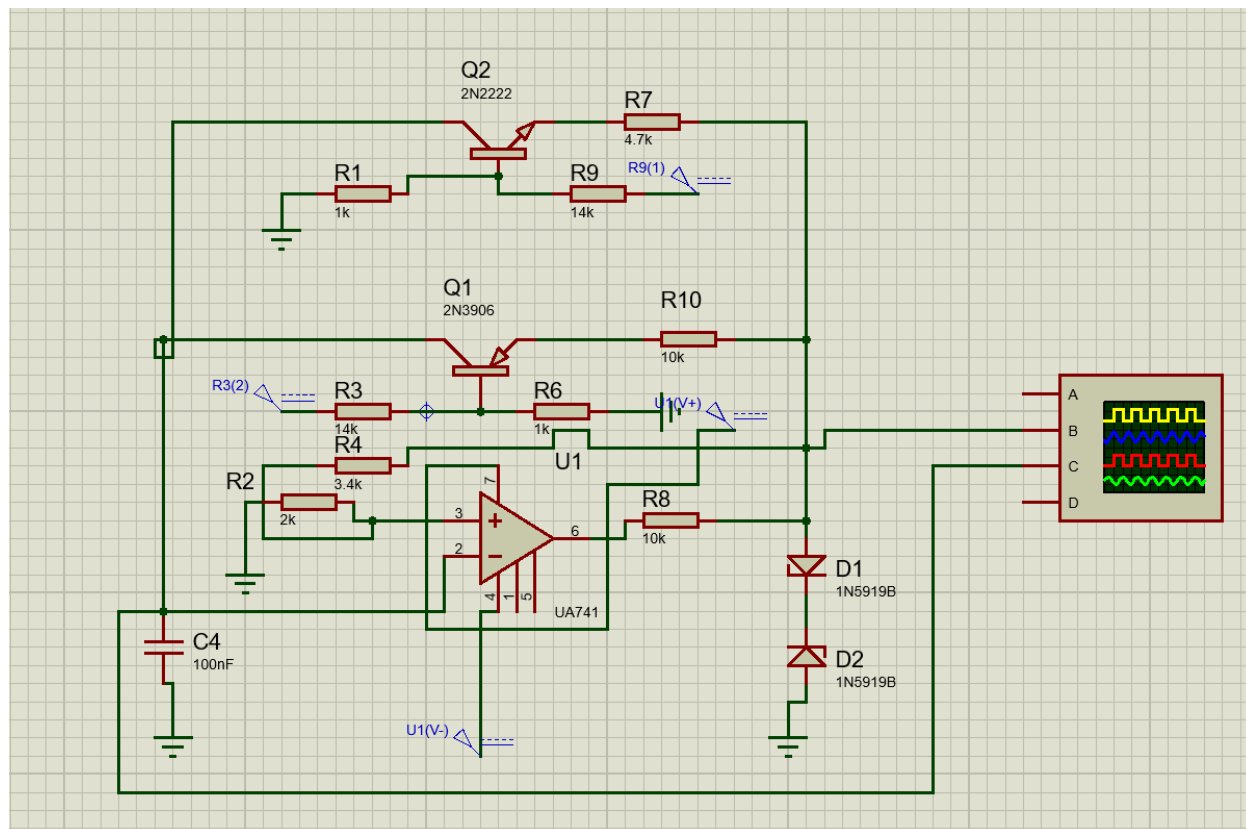 Q2
2N2222
R7
4.7k
R1
1k
R9
14k
R9(1)
Q1
2N3906
R10
10k
R3(2)
R3
14k
R6
1k
U1(V+)
R4
3.4k
U1
R2
2k
7
3
2
6
4
1
5
UA741
R8
10k
A
B
C
D
D1
1N5919B
D2
1N5919B
C4
100nF
U1(V-)